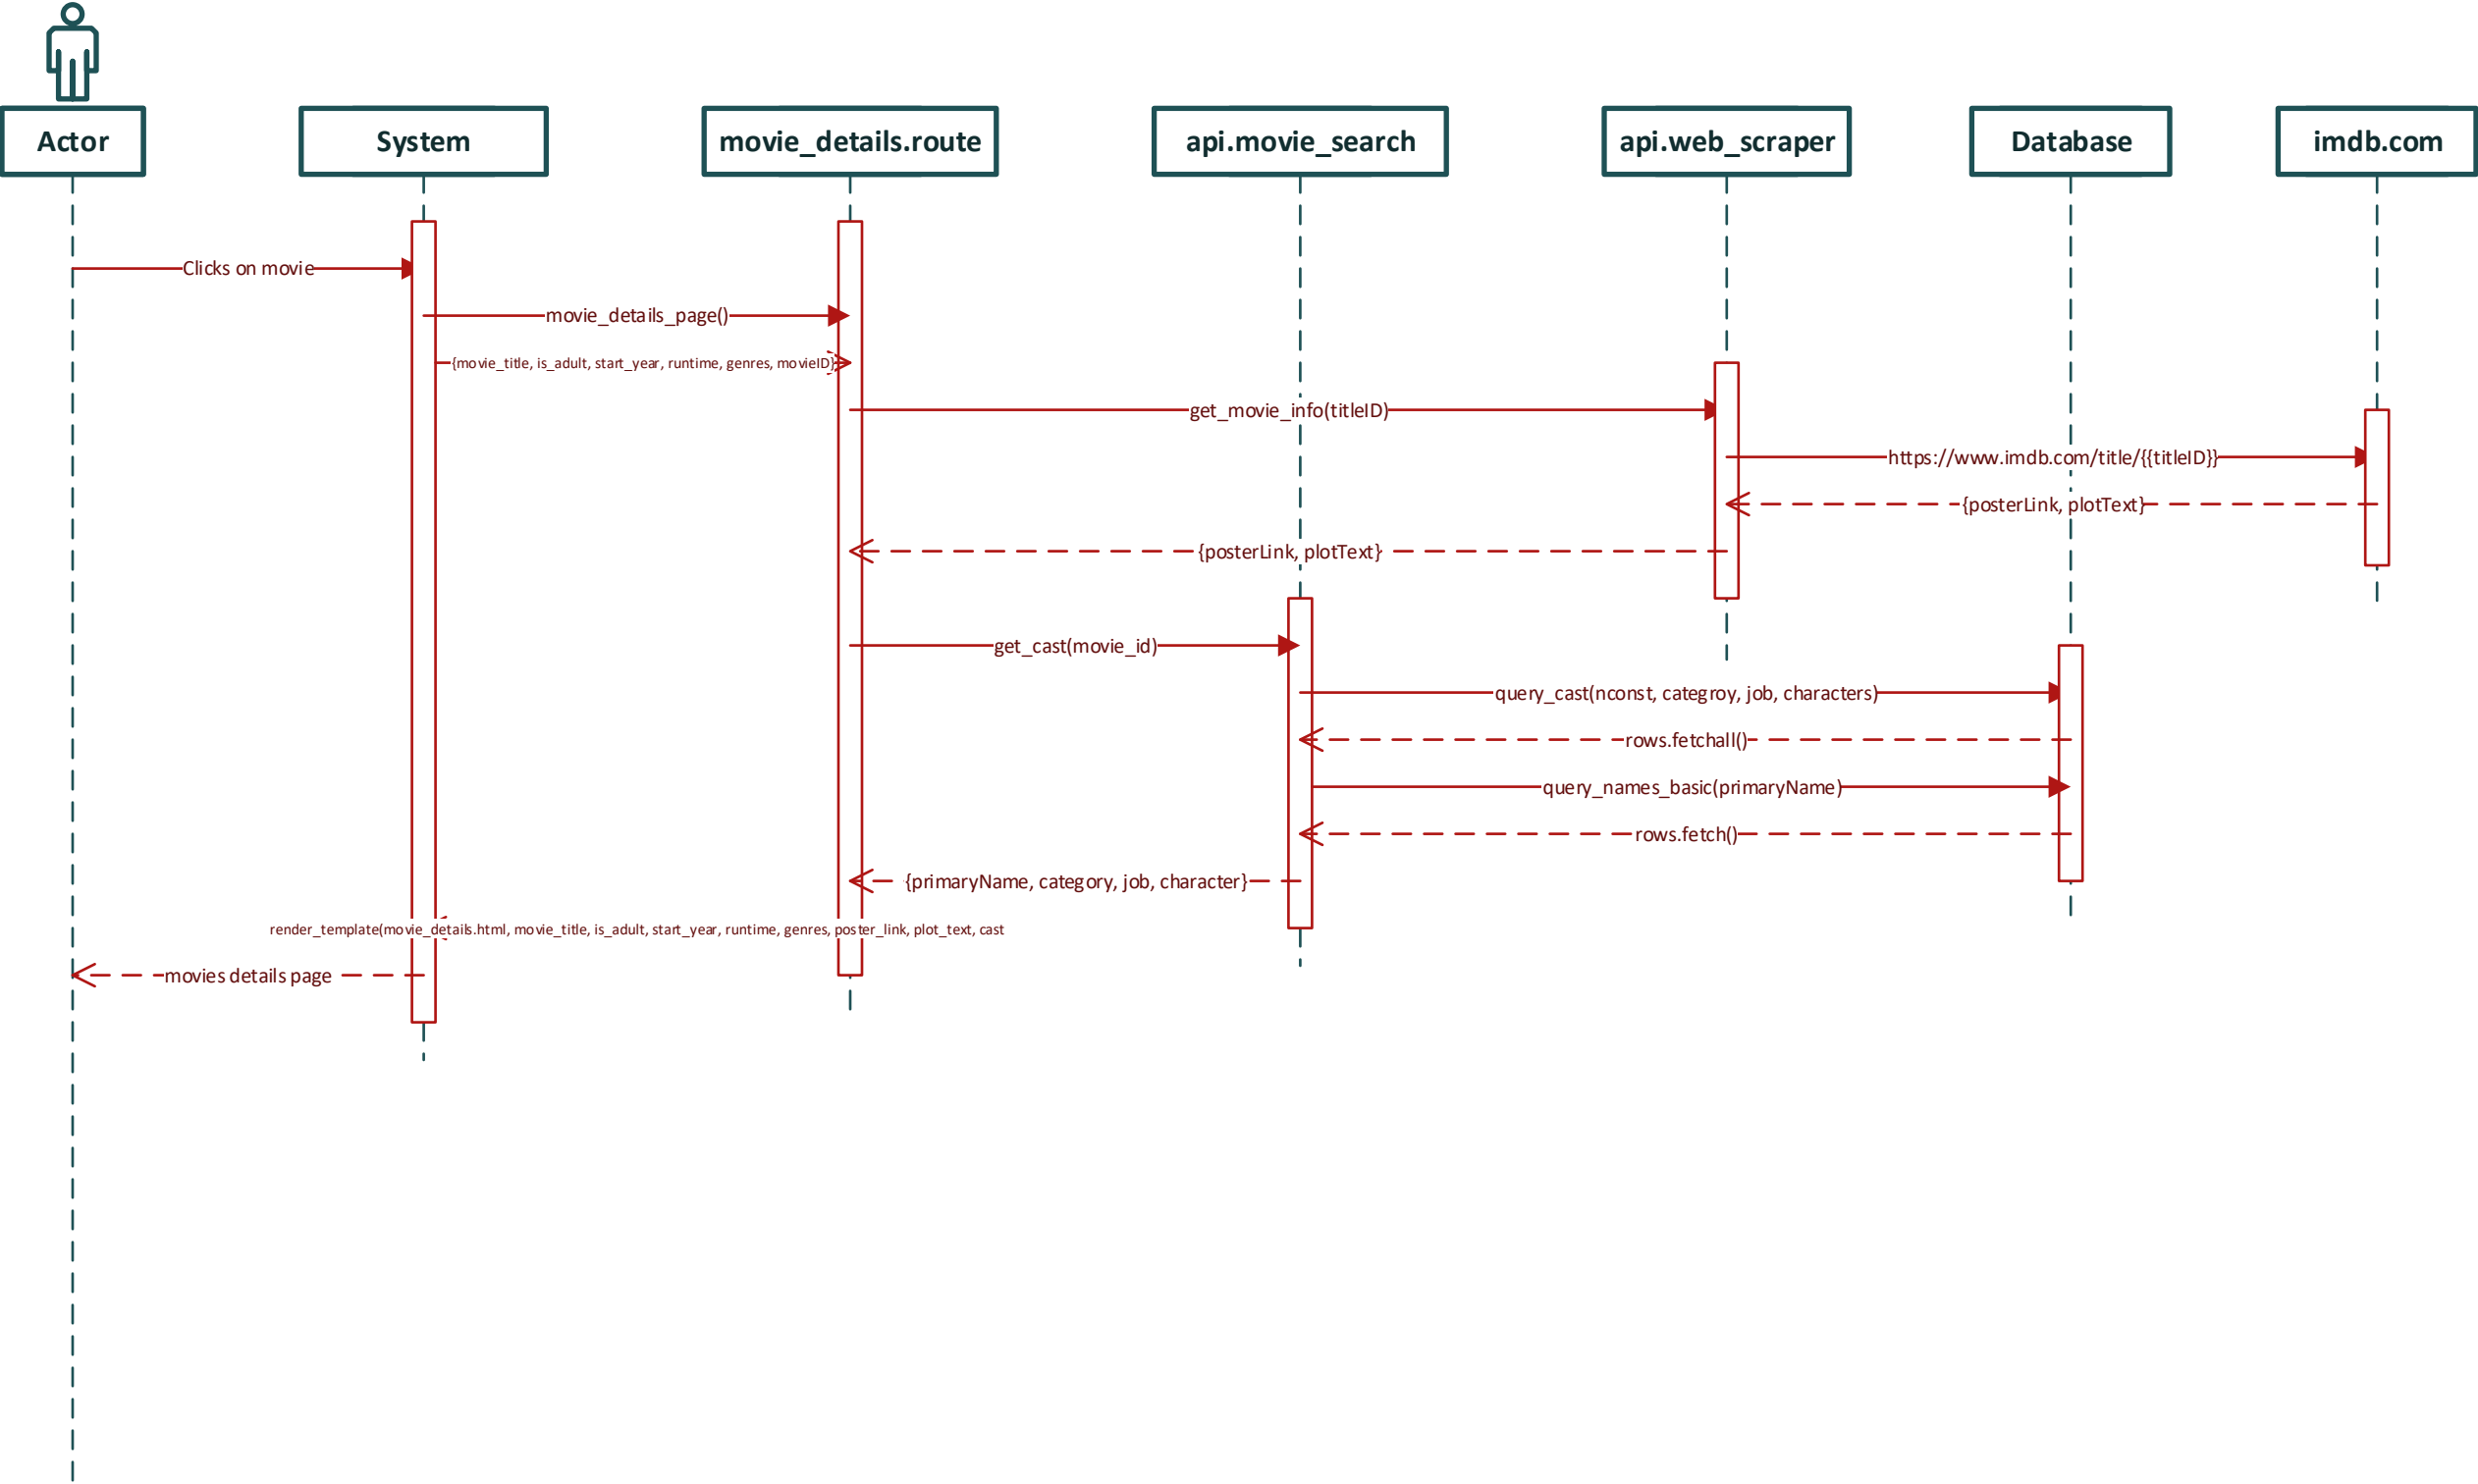 Actor
System
movie_details.route
api.movie_search
api.web_scraper
Database
imdb.com
Clicks on movie
movie_details_page()
{movie_title, is_adult, start_year, runtime, genres, movieID}
get_movie_info(titleID)
https://www.imdb.com/title/{{titleID}}
{posterLink, plotText}
{posterLink, plotText}
get_cast(movie_id)
query_cast(nconst, categroy, job, characters)
rows.fetchall()
query_names_basic(primaryName)
rows.fetch()
{primaryName, category, job, character}
render_template(movie_details.html, movie_title, is_adult, start_year, runtime, genres, poster_link, plot_text, cast
movies details page